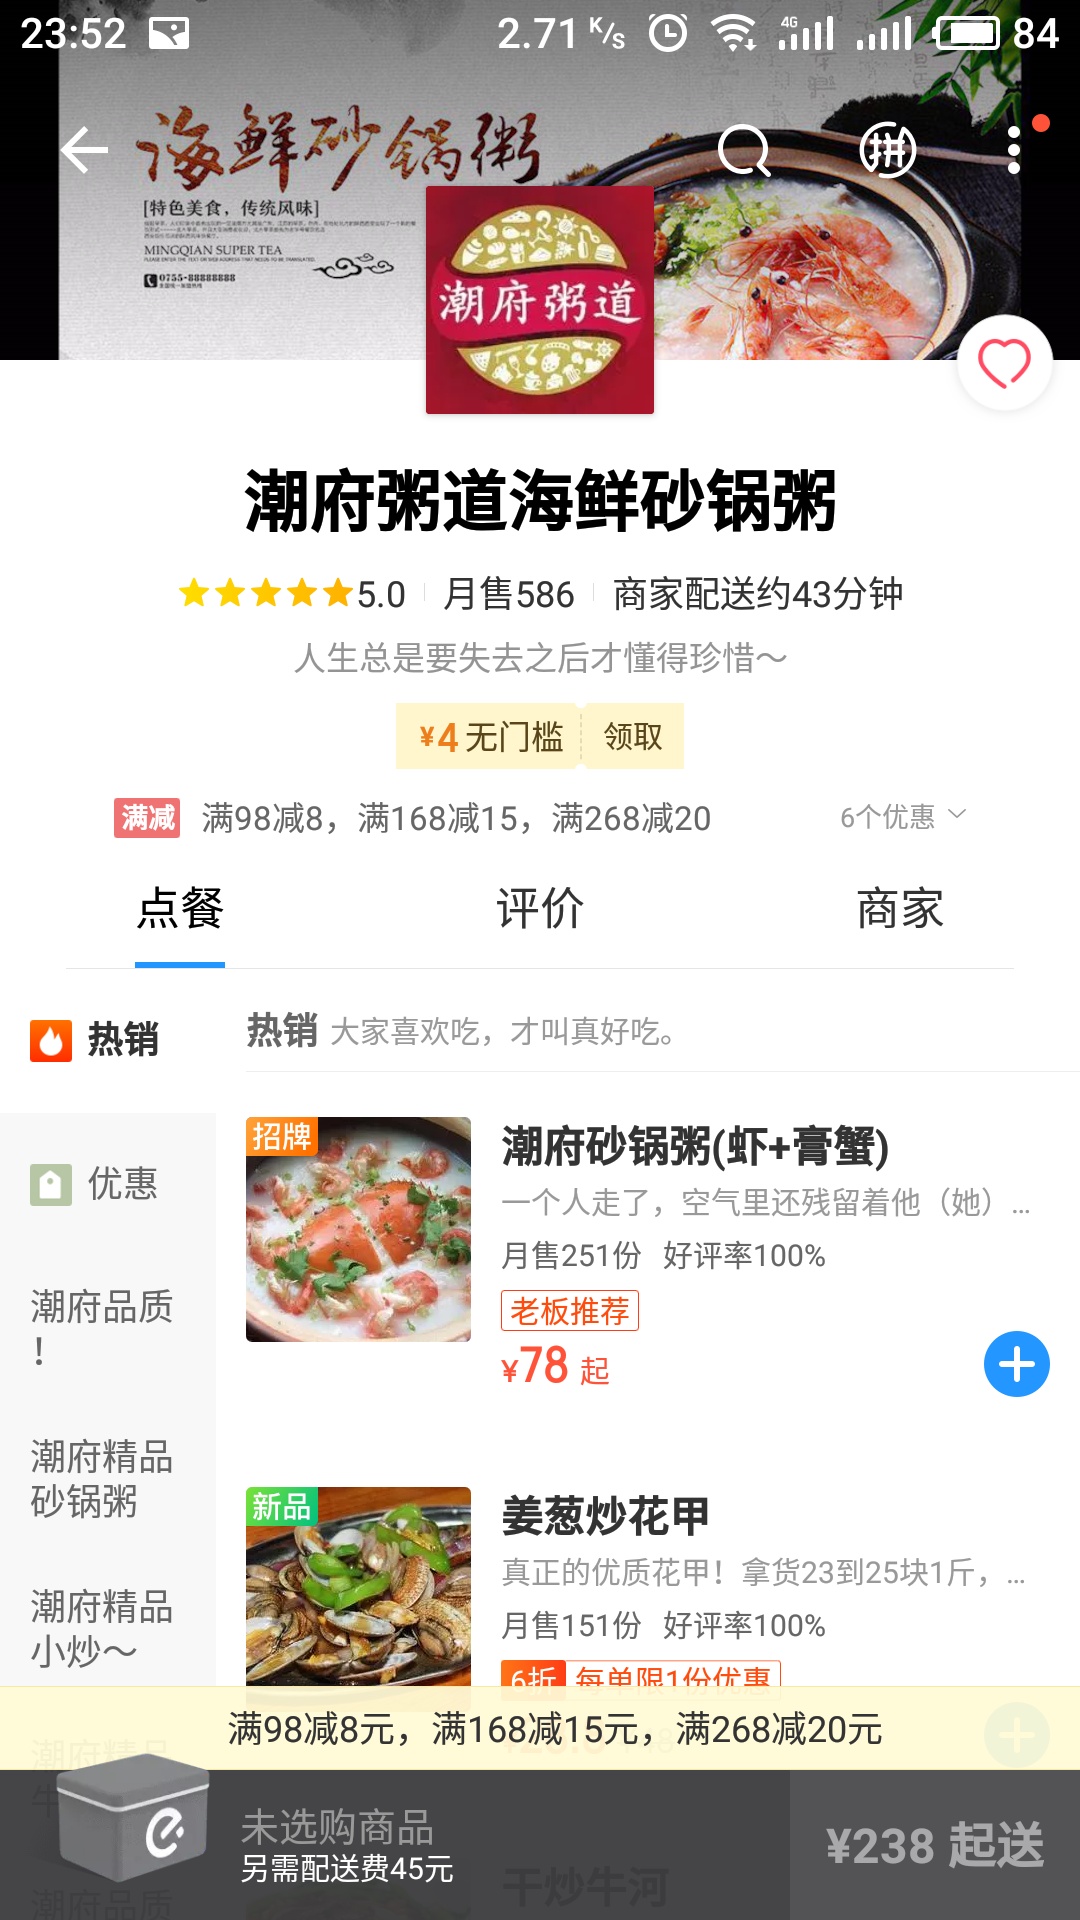 23:52
2.71 K/s
4G
84
海鲜砂锅粥
拼
[特色美食，传统风味]
MINGQIAN SUPER TEA
0755-88888888
潮府粥道
潮府粥道海鲜砂锅粥
5.0 月售586 商家配送约43分钟
人生总是要失去之后才懂得珍惜～
¥4无门槛 领取
满减 满98减8，满168减15，满268减20 6个优惠
点餐 评价 商家
热销
热销 大家喜欢吃，才叫真好吃。
优惠
潮府品质
！
潮府精品
砂锅粥
潮府精品
小炒～
招牌
潮府砂锅粥(虾+膏蟹)
一个人走了，空气里还残留着他（她）...
月售251份 好评率100%
老板推荐
¥78 起
新品
姜葱炒花甲
真正的优质花甲！拿货23到25块1斤，...
月售151份 好评率100%
6折 每单限1份优惠
满98减8元，满168减15元，满268减20元
潮府精品
牛
未选购商品
另需配送费45元
¥238 起送
干炒牛河
潮府品质